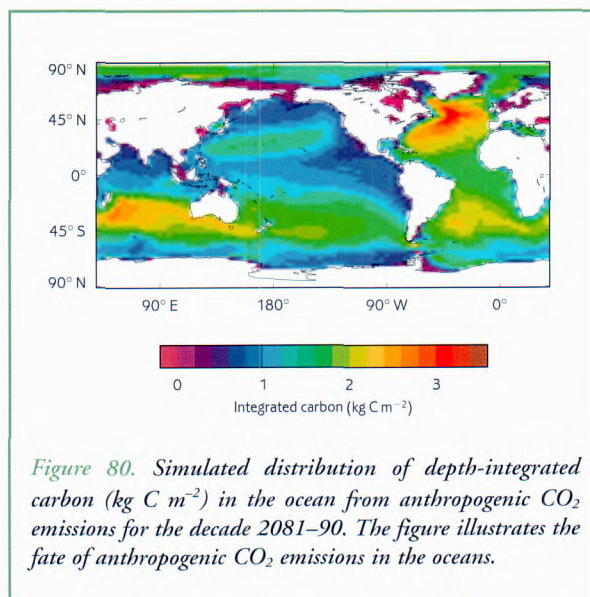 90° N
45° N
0°
45° S
90° N
90° E 180° 90° W 0°
0 1 2 3
Integrated carbon (kg C m⁻²)
Figure 80. Simulated distribution of depth-integrated
carbon (kg C m⁻²) in the ocean from anthropogenic CO₂
emissions for the decade 2081–90. The figure illustrates the
fate of anthropogenic CO₂ emissions in the oceans.